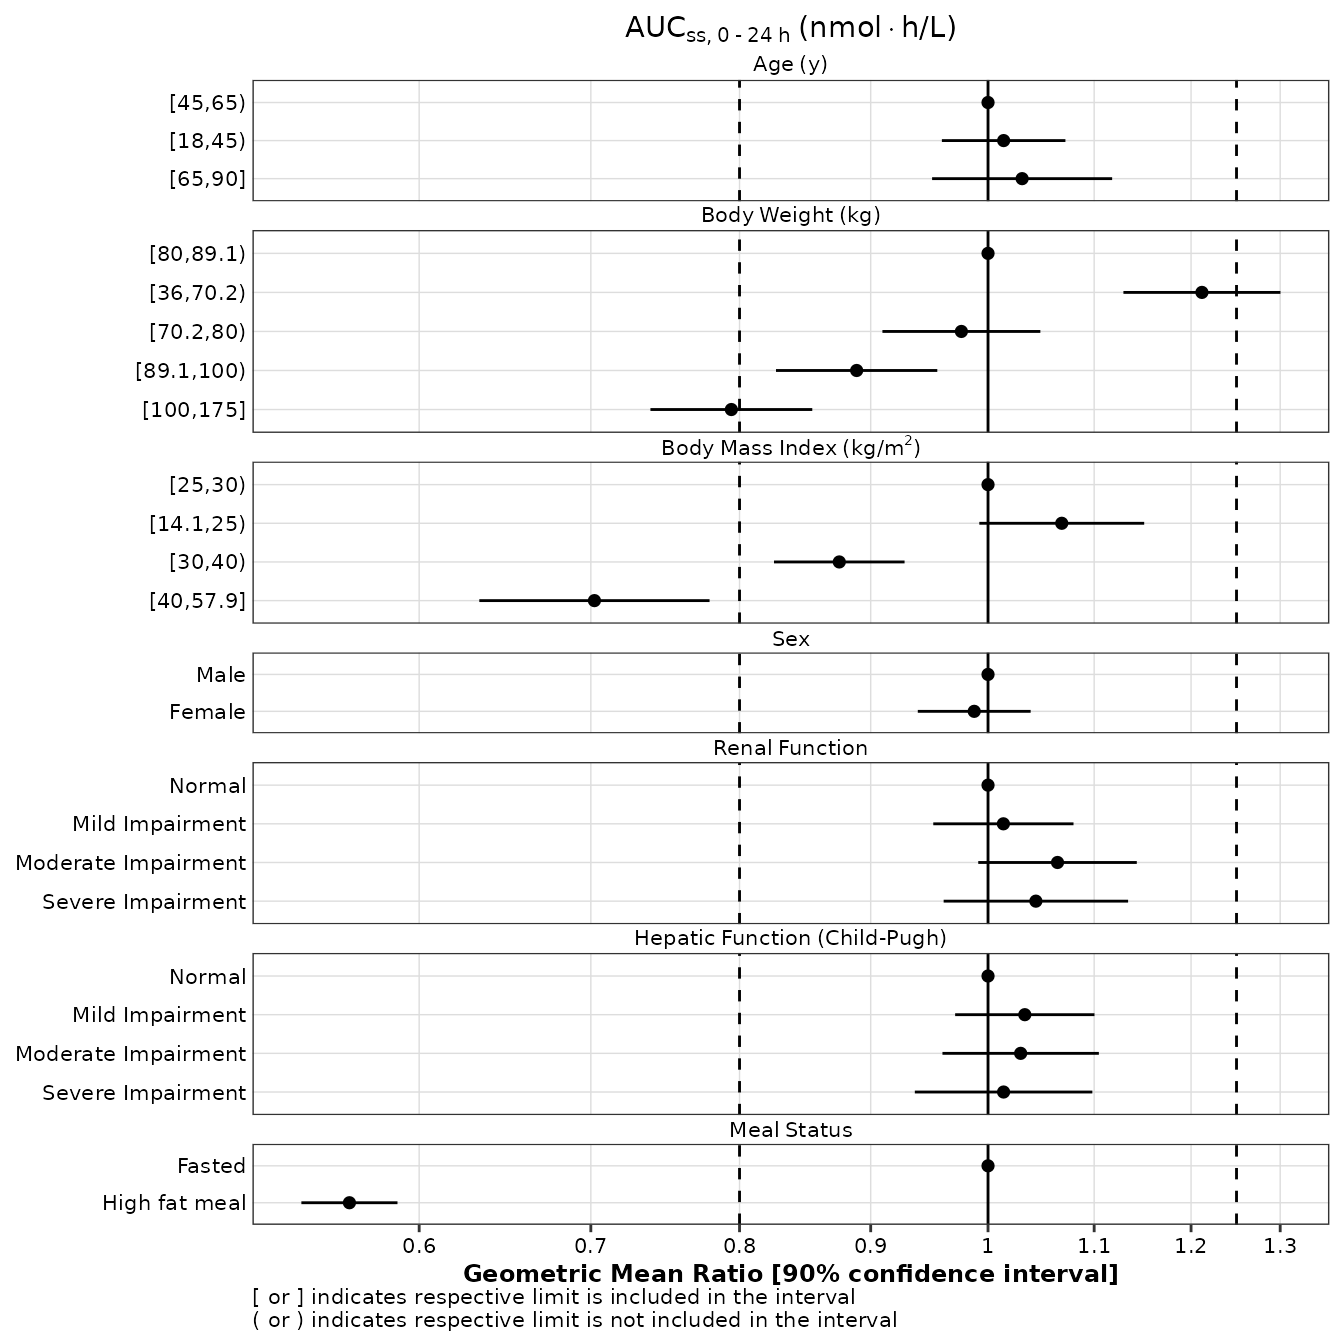 AUCss, 0 - 24 h (nmol · h/L)
Age (y)
[45,65)
[18,45)
[65,90]
Body Weight (kg)
[80,89.1)
[36,70.2)
[70.2,80)
[89.1,100)
[100,175]
Body Mass Index (kg/m²)
[25,30)
[14.1,25)
[30,40)
[40,57.9]
Sex
Male
Female
Renal Function
Normal
Mild Impairment
Moderate Impairment
Severe Impairment
Hepatic Function (Child-Pugh)
Normal
Mild Impairment
Moderate Impairment
Severe Impairment
Meal Status
Fasted
High fat meal
0.6 0.7 0.8 0.9 1 1.1 1.2 1.3
Geometric Mean Ratio [90% confidence interval]
[ or ] indicates respective limit is included in the interval
( or ) indicates respective limit is not included in the interval